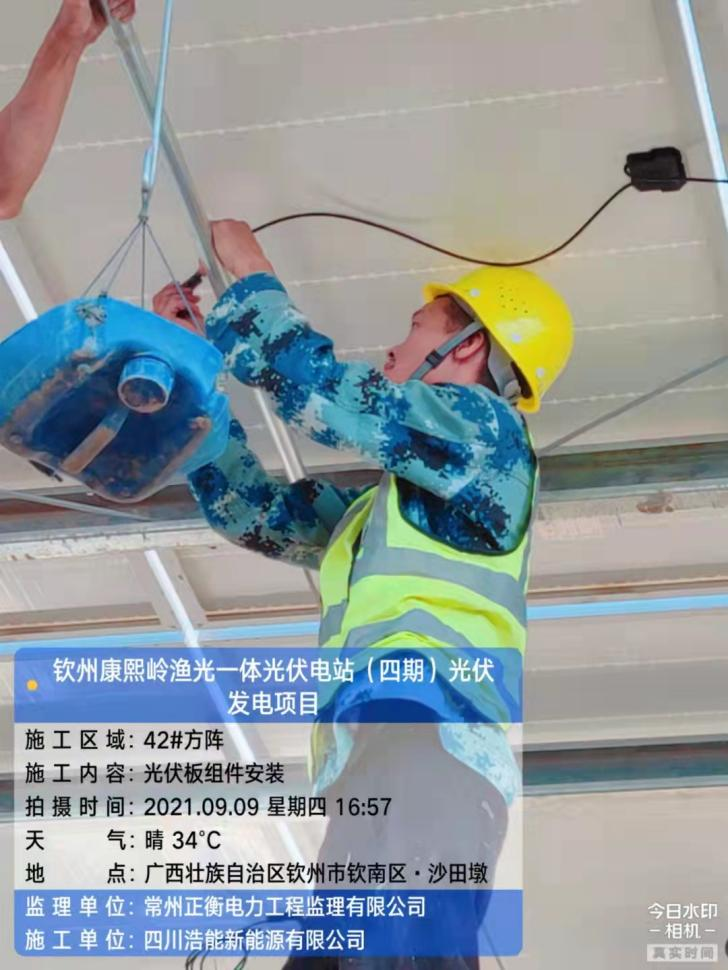 钦州康熙岭渔光一体光伏电站（四期）光伏
发电项目
施工区域：42#方阵
施工内容：光伏板组件安装
拍摄时间：2021.09.09 星期四 16:57
天气：晴 34℃
地点：广西壮族自治区钦州市钦南区·沙田墩
监理单位：常州正衡电力工程监理有限公司
施工单位：四川浩能新能源有限公司
今日水印
-相机-
真实时间